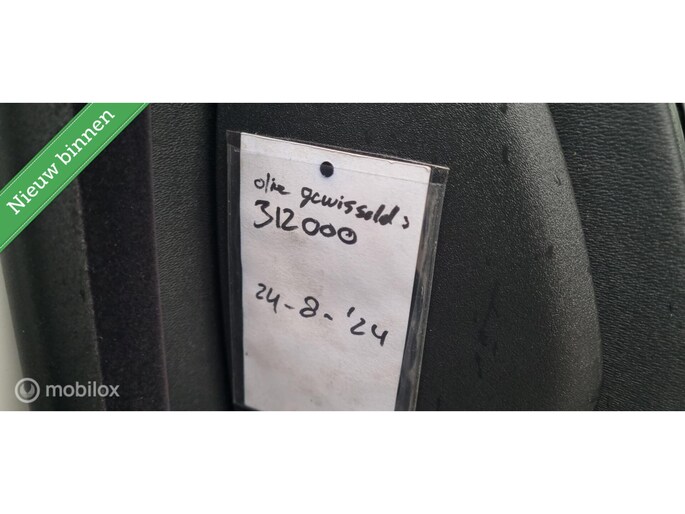 Nieuw binnen
olie gewisseld
312000
24-8-'24
mobilox